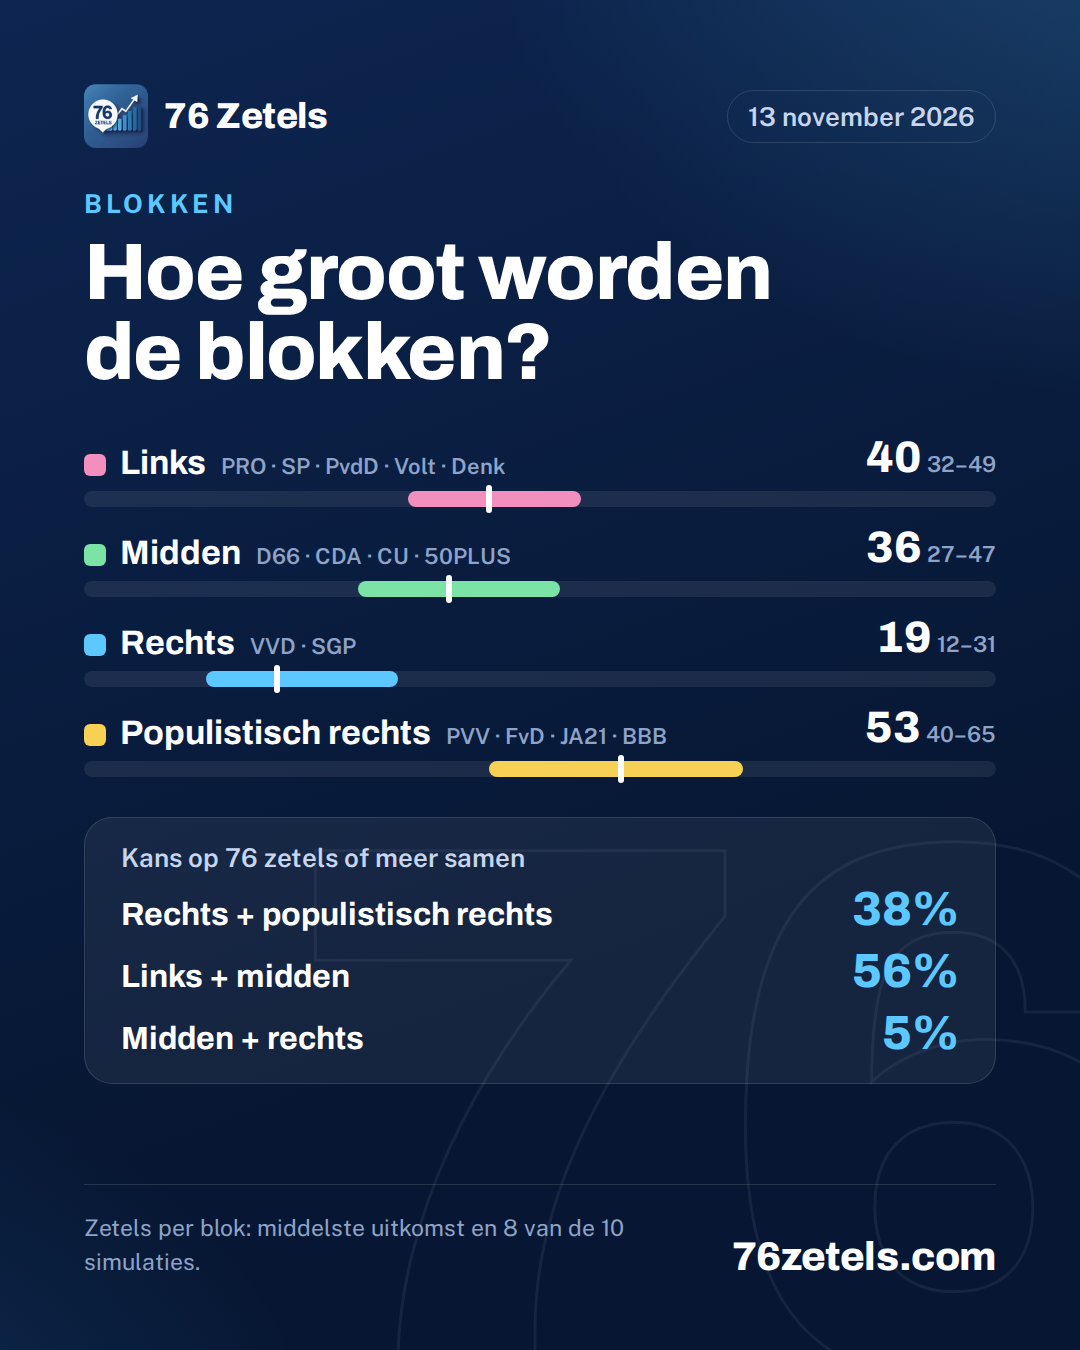 76
ZETELS
76 Zetels
13 november 2026
BLOKKEN
Hoe groot worden
de blokken?
Links PRO · SP · PvdD · Volt · Denk 40 32–49
Midden D66 · CDA · CU · 50PLUS 36 27–47
Rechts VVD · SGP 19 12–31
Populistisch rechts PVV · FvD · JA21 · BBB 53 40–65
Kans op 76 zetels of meer samen
Rechts + populistisch rechts 38%
Links + midden 56%
Midden + rechts 5%
Zetels per blok: middelste uitkomst en 8 van de 10
simulaties.
76zetels.com
76